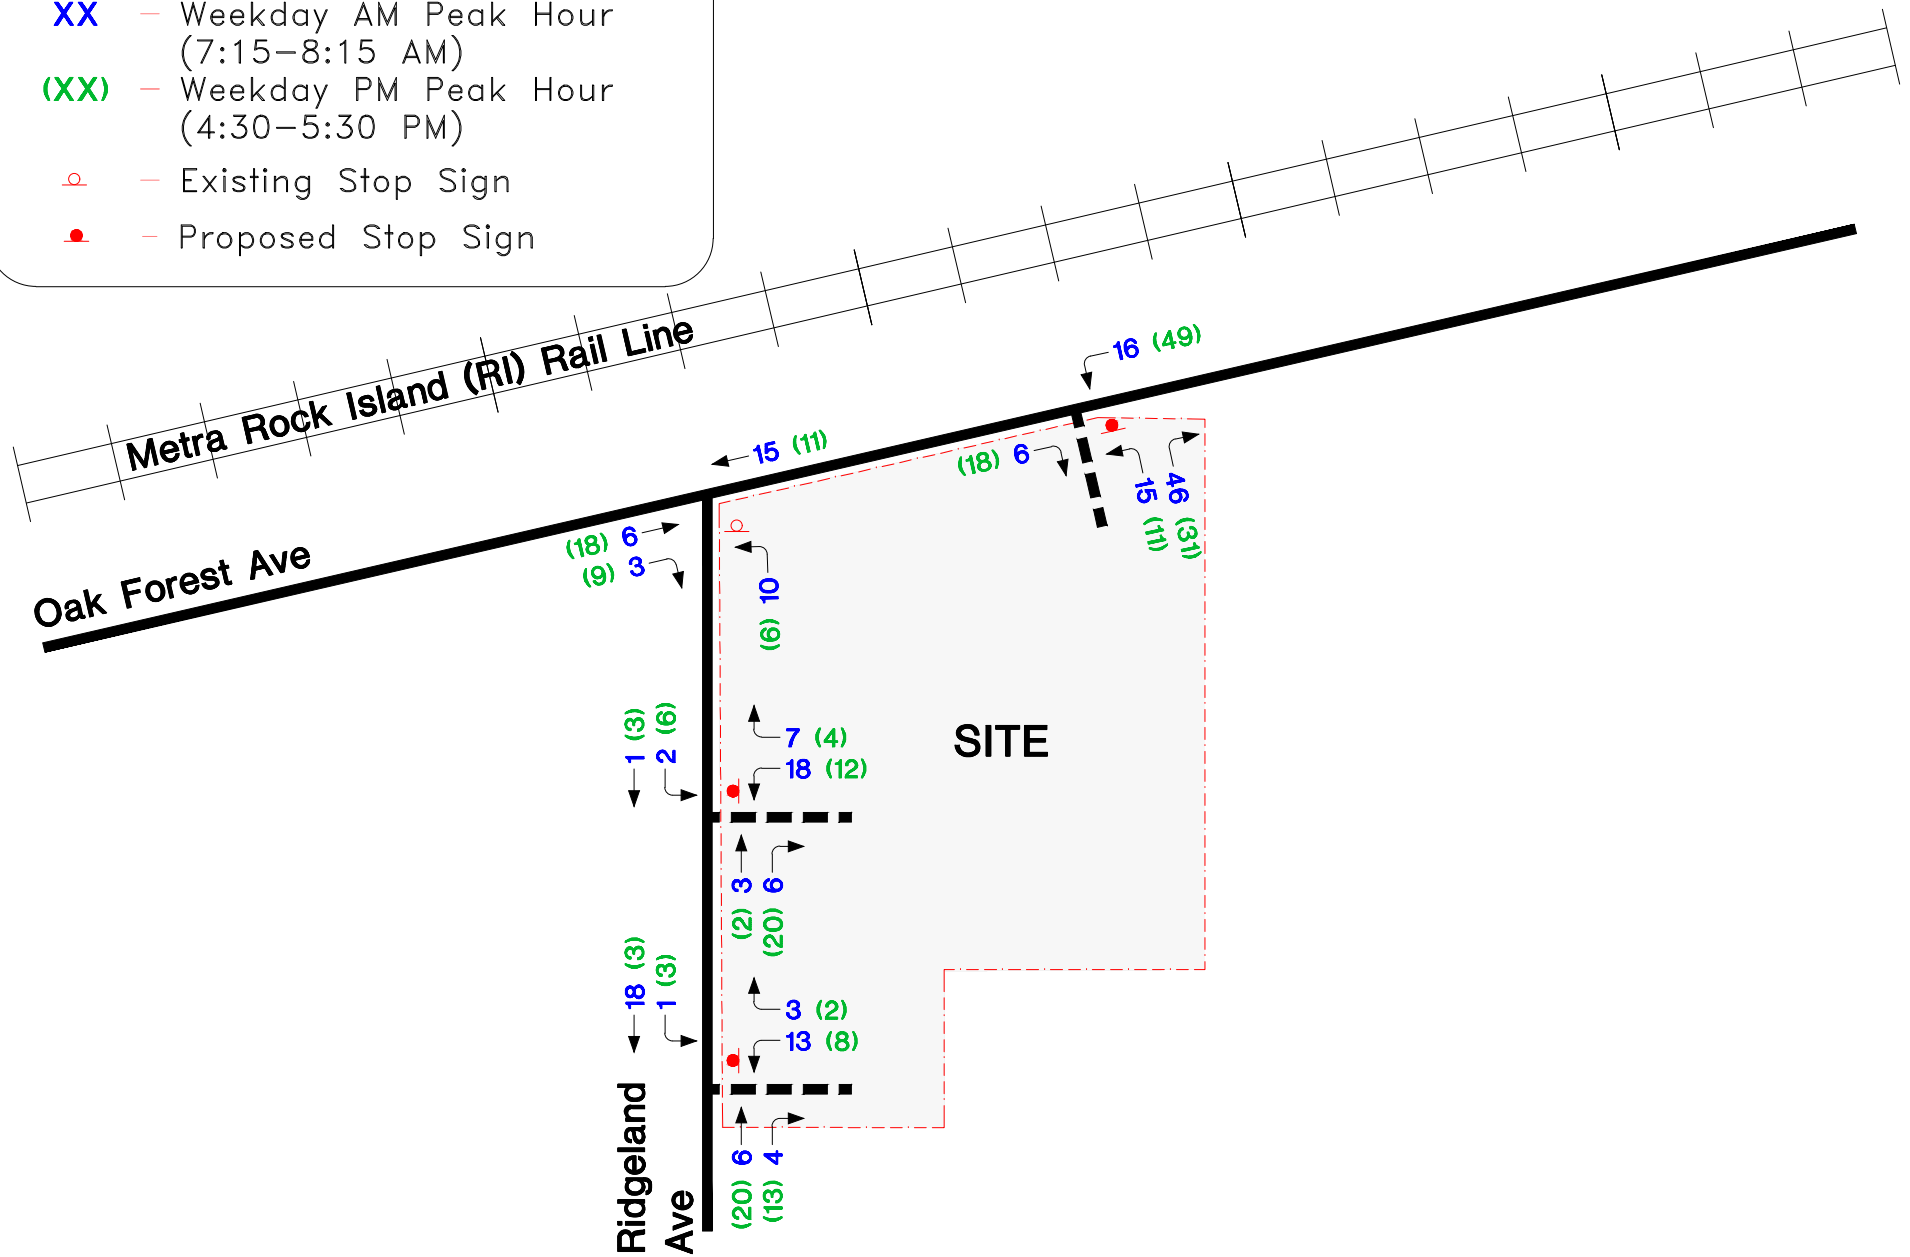 XX – Weekday AM Peak Hour
(7:15–8:15 AM)
(XX) – Weekday PM Peak Hour
(4:30–5:30 PM)
– Existing Stop Sign
– Proposed Stop Sign
Metra Rock Island (RI) Rail Line
16 (49)
15 (11)
(18) 6
15 (11)
46 (31)
(18) 6
(9) 3
Oak Forest Ave
10 (6)
1 (3)
2 (6)
7 (4)
18 (12)
SITE
(2) 3
(20) 6
18 (3)
1 (3)
3 (2)
13 (8)
Ridgeland
Ave
(20) 6
(13) 4